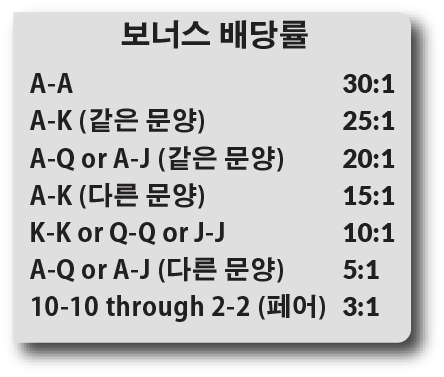 보너스 배당률
A-A 30:1
A-K (같은 문양) 25:1
A-Q or A-J (같은 문양) 20:1
A-K (다른 문양) 15:1
K-K or Q-Q or J-J 10:1
A-Q or A-J (다른 문양) 5:1
10-10 through 2-2 (페어) 3:1